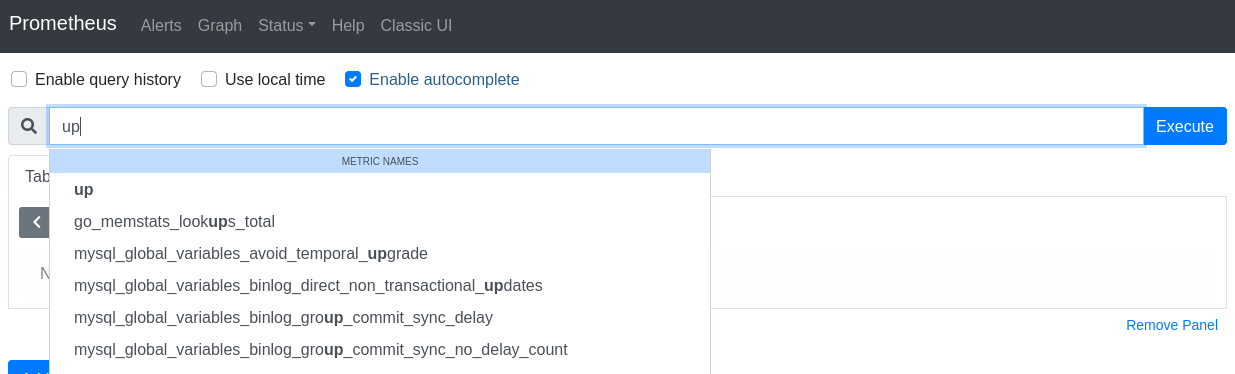 Prometheus Alerts Graph Status Help Classic UI
Enable query history Use local time Enable autocomplete
up Execute
METRIC NAMES
up
go_memstats_lookups_total
mysql_global_variables_avoid_temporal_upgrade
mysql_global_variables_binlog_direct_non_transactional_updates
mysql_global_variables_binlog_group_commit_sync_delay
mysql_global_variables_binlog_group_commit_sync_no_delay_count
Remove Panel